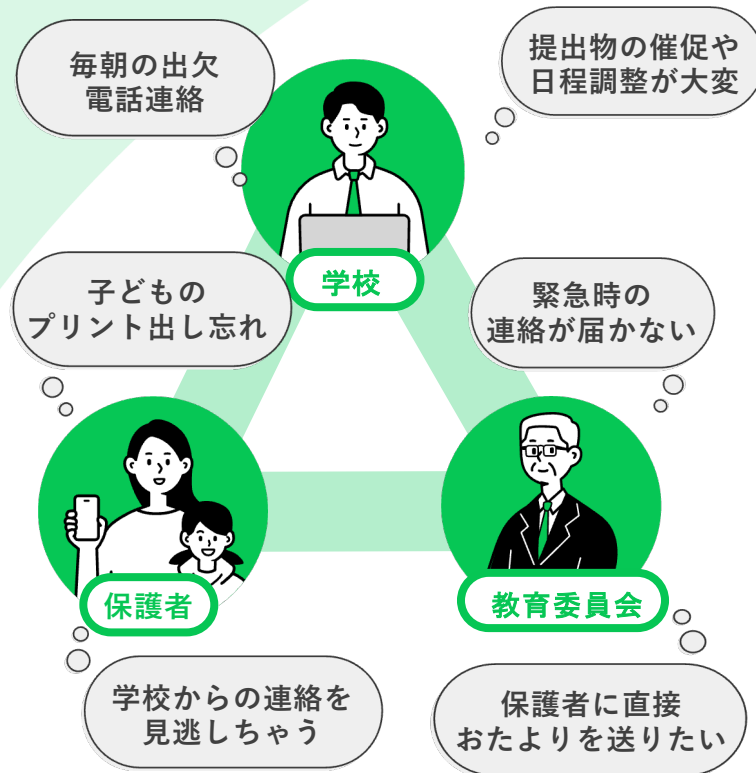 毎朝の出欠
電話連絡
提出物の催促や
日程調整が大変
学校
子どもの
プリント出し忘れ
緊急時の
連絡が届かない
保護者
教育委員会
学校からの連絡を
見逃しちゃう
保護者に直接
おたよりを送りたい